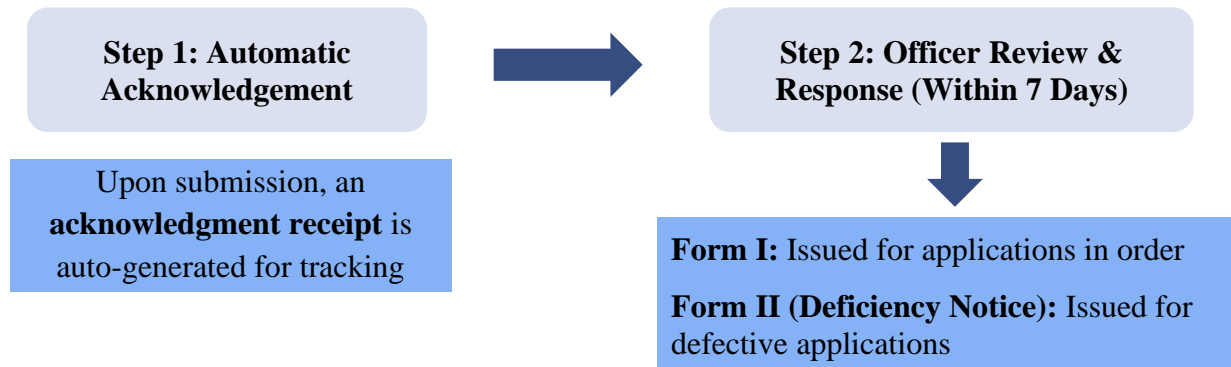 Step 1: Automatic
Acknowledgement
Upon submission, an
acknowledgment receipt is
auto-generated for tracking
Step 2: Officer Review &
Response (Within 7 Days)
Form I: Issued for applications in order
Form II (Deficiency Notice): Issued for
defective applications